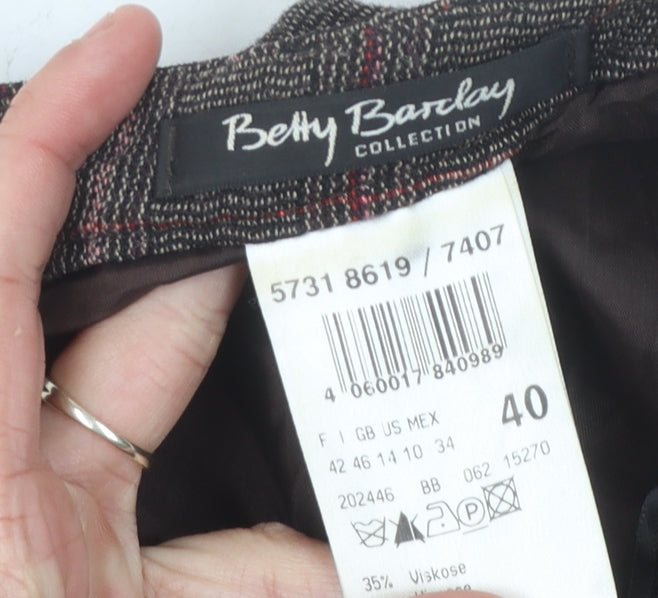 Betty Barclay
COLLECTION
5731 8619 / 7407
4 060017 840989
40
F I GB US MEX
42 46 14 10 34
202446 BB 062 15270
P
35% Viskose